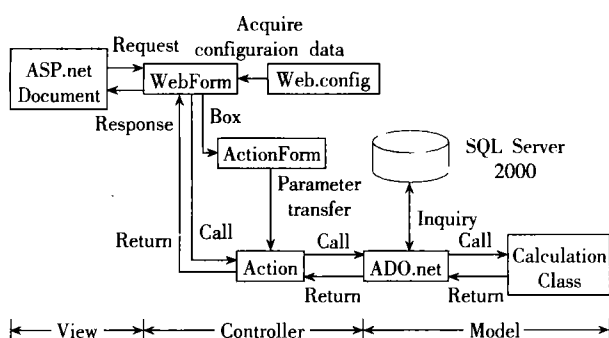 Acquire
configuraion data
Request
ASP.net
Document
WebForm
Web.config
Response
Box
ActionForm
SQL Server
2000
Parameter
transfer
Inquiry
Return
Call
Call
Call
Action
ADO.net
Calculation
Class
Return
Return
View
Controller
Model